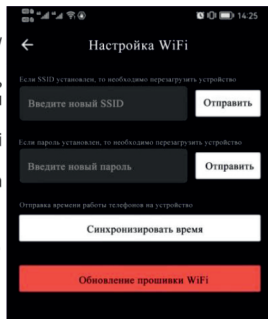 14:25
Настройка WiFi
Если SSID установлен, то необходимо перезагрузить устройство
Введите новый SSID
Отправить
Если пароль установлен, то необходимо перезагрузить устройство
Введите новый пароль
Отправить
Отправка времени работы телефонов на устройство
Синхронизировать время
Обновление прошивки WiFi